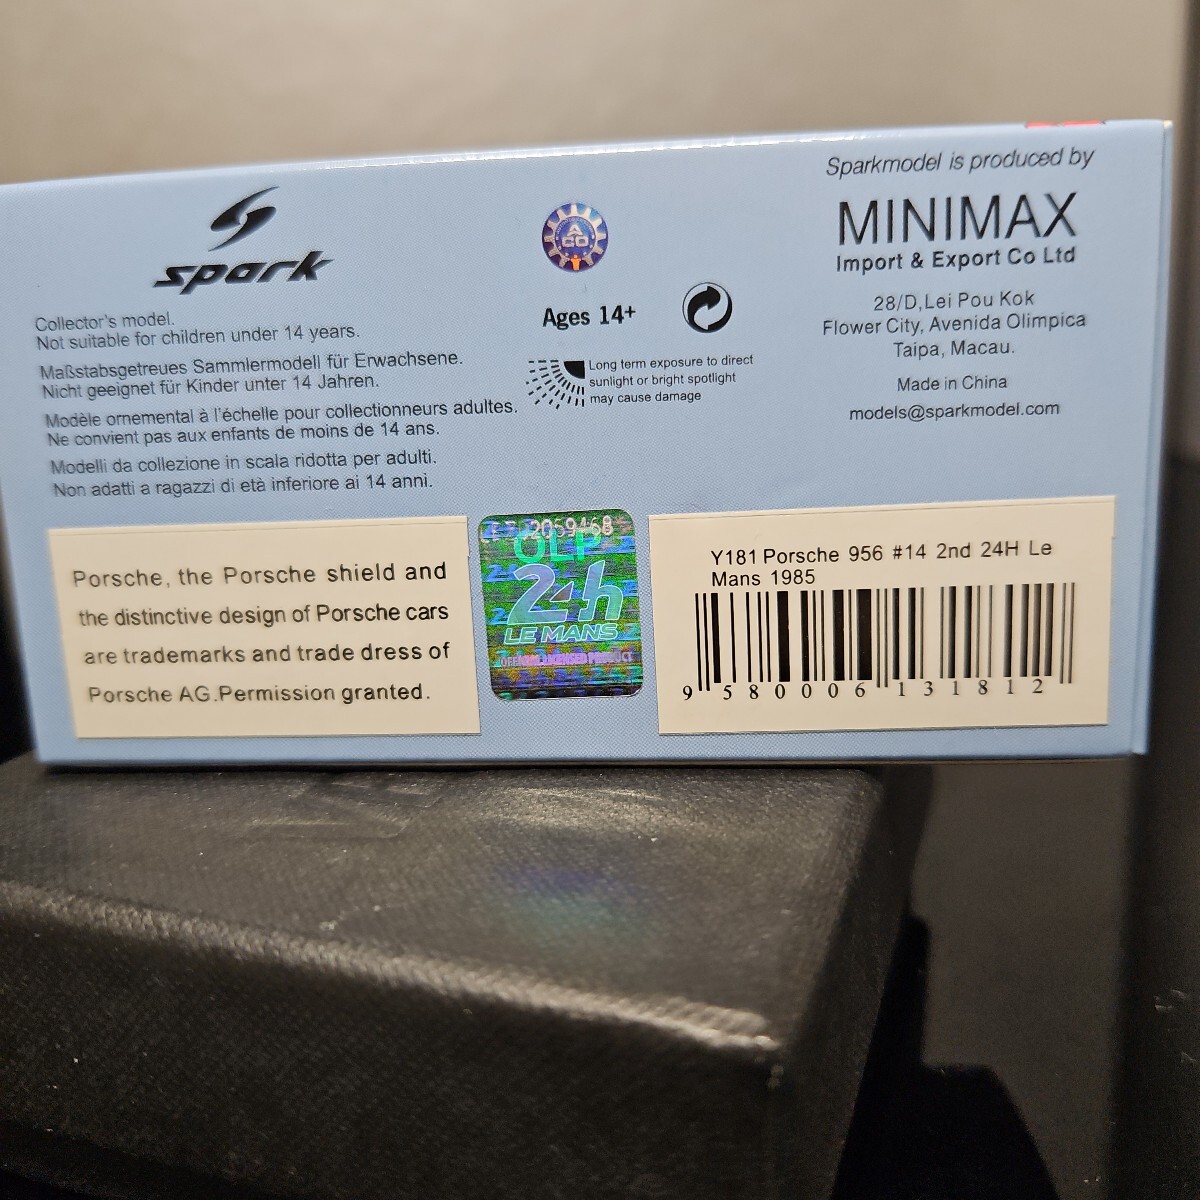 spark
Collector's model.
Not suitable for children under 14 years.
Maßstabsgetreues Sammlermodell für Erwachsene.
Nicht geeignet für Kinder unter 14 Jahren.
Modèle ornemental à l'échelle pour collectionneurs adultes.
Ne convient pas aux enfants de moins de 14 ans.
Modelli da collezione in scala ridotta per adulti.
Non adatti a ragazzi di età inferiore ai 14 anni.
ACO
Ages 14+
Long term exposure to direct
sunlight or bright spotlight
may cause damage
Sparkmodel is produced by
MINIMAX
Import & Export Co Ltd
28/D,Lei Pou Kok
Flower City, Avenida Olimpica
Taipa, Macau.
Made in China
models@sparkmodel.com
Porsche, the Porsche shield and
the distinctive design of Porsche cars
are trademarks and trade dress of
Porsche AG.Permission granted.
OLP
24h
LE MANS
OFFICIAL LICENSED PRODUCT
Y181 Porsche 956 #14 2nd 24H Le
Mans 1985
9 580006 131812